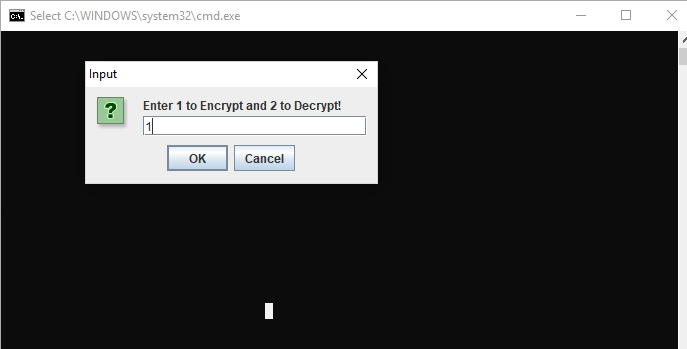 Select C:\WINDOWS\system32\cmd.exe
Input
Enter 1 to Encrypt and 2 to Decrypt!
1
OK Cancel